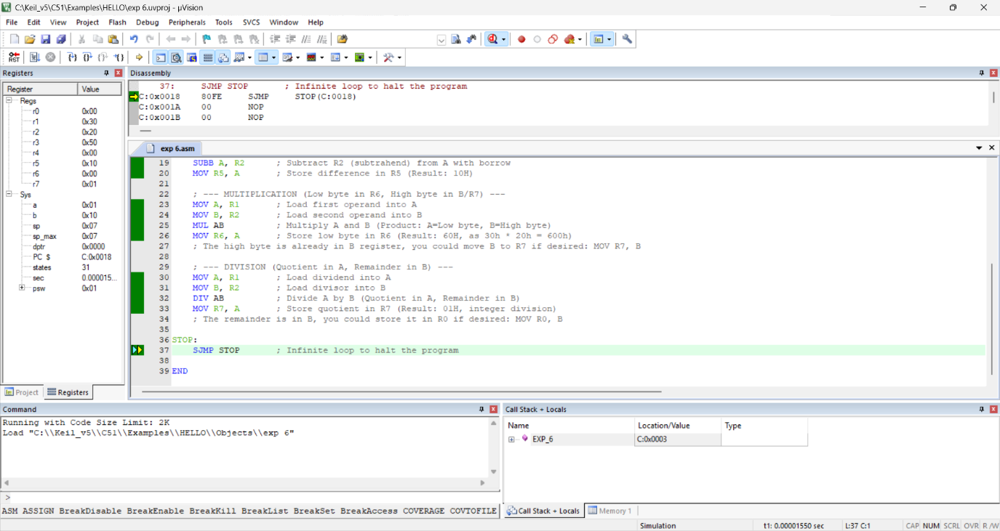 C:\Keil_v5\C51\Examples\HELLO\exp 6.uvproj - µVision
File Edit View Project Flash Debug Peripherals Tools SVCS Window Help
RST
Registers
Register Value
Regs
r0 0x00
r1 0x30
r2 0x20
r3 0x50
r4 0x00
r5 0x10
r6 0x00
r7 0x01
Sys
a 0x01
b 0x10
sp 0x07
sp_max 0x07
dptr 0x0000
PC $ C:0x0018
states 31
sec 0.000015...
psw 0x01
Project Registers
Disassembly
37: SJMP STOP ; Infinite loop to halt the program
C:0x0018 80FE SJMP STOP(C:0018)
C:0x001A 00 NOP
C:0x001B 00 NOP
exp 6.asm
19 SUBB A, R2 ; Subtract R2 (subtrahend) from A with borrow
20 MOV R5, A ; Store difference in R5 (Result: 10H)
21
22 ; --- MULTIPLICATION (Low byte in R6, High byte in B/R7) ---
23 MOV A, R1 ; Load first operand into A
24 MOV B, R2 ; Load second operand into B
25 MUL AB ; Multiply A and B (Product: A=Low byte, B=High byte)
26 MOV R6, A ; Store low byte in R6 (Result: 60H, as 30h * 20h = 600h)
27 ; The high byte is already in B register, you could move B to R7 if desired: MOV R7, B
28
29 ; --- DIVISION (Quotient in A, Remainder in B) ---
30 MOV A, R1 ; Load dividend into A
31 MOV B, R2 ; Load divisor into B
32 DIV AB ; Divide A by B (Quotient in A, Remainder in B)
33 MOV R7, A ; Store quotient in R7 (Result: 01H, integer division)
34 ; The remainder is in B, you could store it in R0 if desired: MOV R0, B
35
36 STOP:
37 SJMP STOP ; Infinite loop to halt the program
38
39 END
Command
Running with Code Size Limit: 2K
Load "C:\\Keil_v5\\C51\\Examples\\HELLO\\Objects\\exp 6"
>
ASM ASSIGN BreakDisable BreakEnable BreakKill BreakList BreakSet BreakAccess COVERAGE COVTOFILE
Call Stack + Locals
Name Location/Value Type
EXP_6 C:0x0003
Call Stack + Locals Memory 1
Simulation t1: 0.00001550 sec L:37 C:1 CAP NUM SCRL OVR R/W